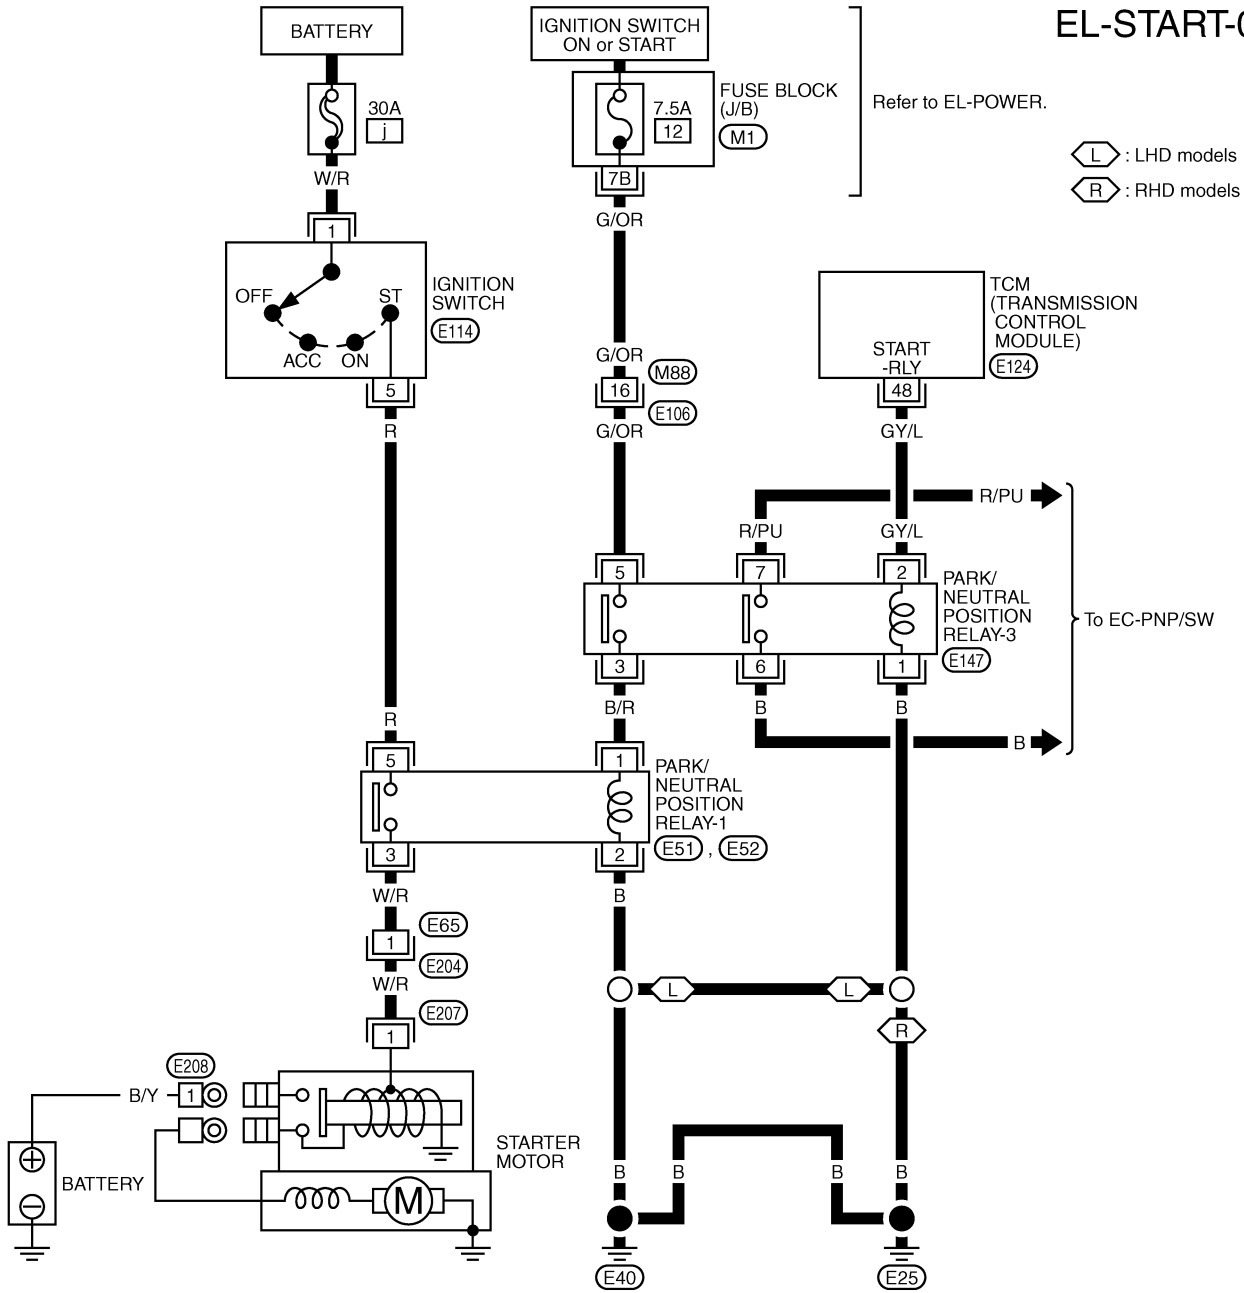 EL-START-0
BATTERY
IGNITION SWITCH
ON or START
30A
j
W/R
1
7.5A
12
FUSE BLOCK
(J/B)
M1
7B
G/OR
Refer to EL-POWER.
L : LHD models
R : RHD models
OFF
ST
ACC
ON
IGNITION
SWITCH
E114
5
R
G/OR
16
M88
E106
G/OR
TCM
(TRANSMISSION
CONTROL
MODULE)
E124
START
-RLY
48
GY/L
R/PU
R/PU
GY/L
5
7
2
PARK/
NEUTRAL
POSITION
RELAY-3
E147
To EC-PNP/SW
3
6
1
B/R
B
B
B
R
5
1
PARK/
NEUTRAL
POSITION
RELAY-1
E51 , E52
3
2
W/R
B
E65
1
E204
W/R
L
L
E207
1
R
E208
B/Y
1
STARTER
MOTOR
BATTERY
M
B
B
B
B
E40
E25